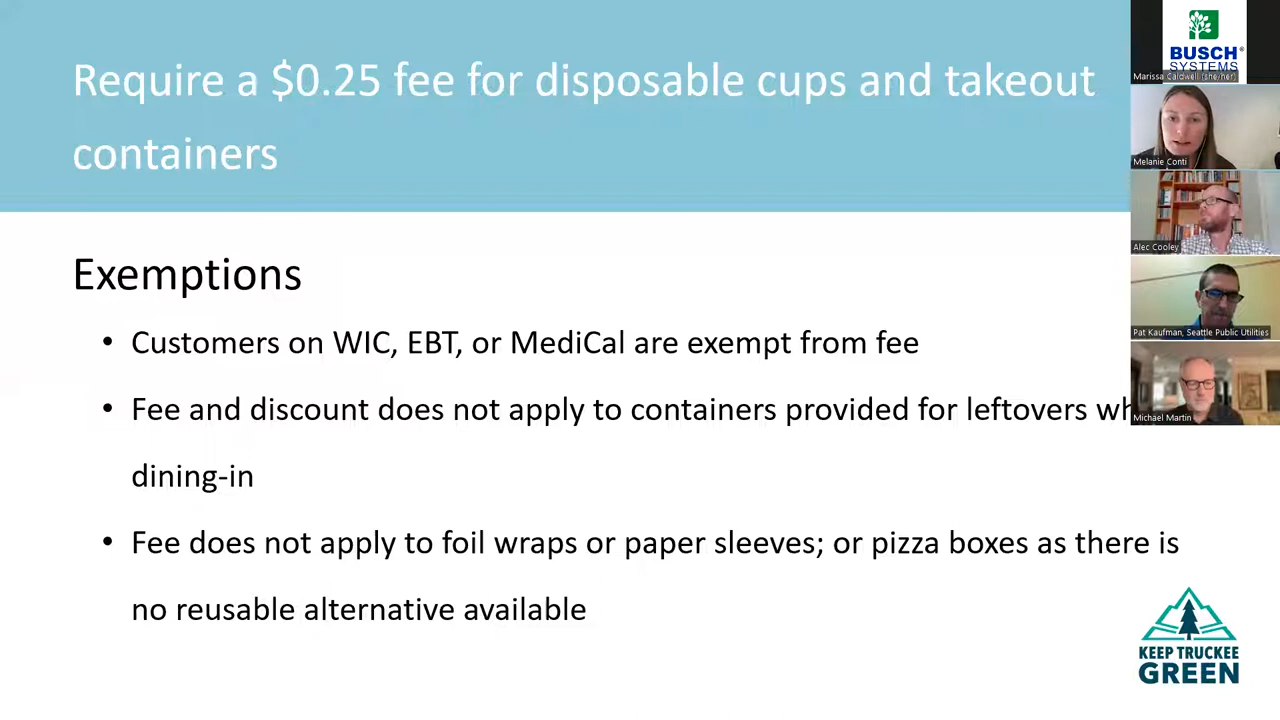 Require a $0.25 fee for disposable cups and takeout
containers
Exemptions
• Customers on WIC, EBT, or MediCal are exempt from fee
• Fee and discount does not apply to containers provided for leftovers wh
dining-in
• Fee does not apply to foil wraps or paper sleeves; or pizza boxes as there is
no reusable alternative available
KEEP TRUCKEE
GREEN
BUSCH®
SYSTEMS
Marissa Caldwell (she/her)
Melanie Conti
Alec Cooley
Pat Kaufman, Seattle Public Utilities
Michael Martin